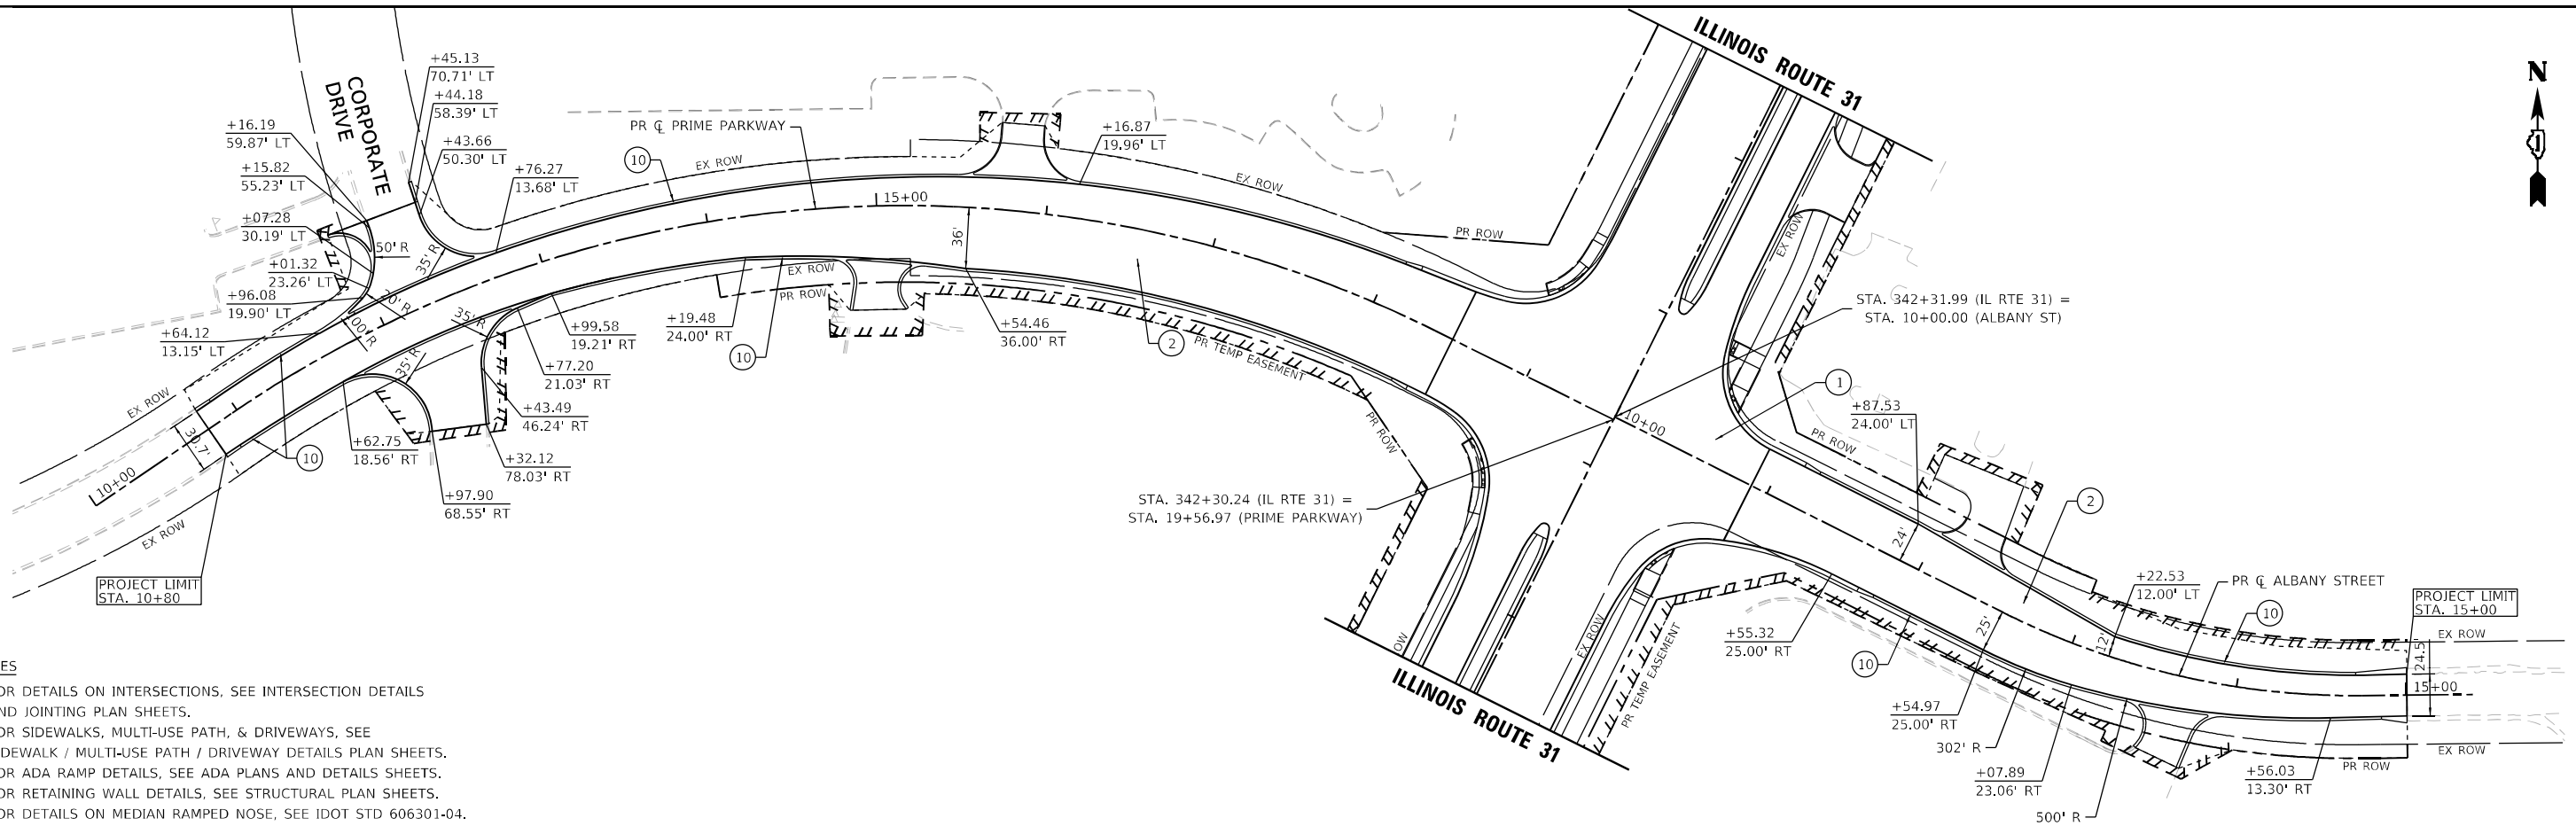 ILLINOIS ROUTE 31
N
CORPORATE
DRIVE
+45.13
70.71' LT
+44.18
58.39' LT
+43.66
50.30' LT
+16.19
59.87' LT
+15.82
55.23' LT
+07.28
30.19' LT
+01.32
23.26' LT
+96.08
19.90' LT
+64.12
13.15' LT
+76.27
13.68' LT
PR ℄ PRIME PARKWAY
10
EX ROW
15+00
+16.87
19.96' LT
EX ROW
PR ROW
50' R
35' R
20' R
35' R
35' R
36'
EX ROW
PR ROW
PR TEMP EASEMENT
PR ROW
+99.58
19.21' RT
+77.20
21.03' RT
+43.49
46.24' RT
+32.12
78.03' RT
+97.90
68.55' RT
+62.75
18.56' RT
+19.48
24.00' RT
10
+54.46
36.00' RT
2
EX ROW
30.7'
10+00
EX ROW
10
PROJECT LIMIT
STA. 10+80
EX ROW
STA. 342+31.99 (IL RTE 31) =
STA. 10+00.00 (ALBANY ST)
1
10+00
STA. 342+30.24 (IL RTE 31) =
STA. 19+56.97 (PRIME PARKWAY)
+87.53
24.00' LT
PR ROW
2
24'
+22.53
12.00' LT
PR ℄ ALBANY STREET
10
PROJECT LIMIT
STA. 15+00
EX ROW
24.5'
15+00
12'
25'
+55.32
25.00' RT
10
+54.97
25.00' RT
302' R
+07.89
23.06' RT
500' R
+56.03
13.30' RT
PR ROW
EX ROW
EX ROW
PR TEMP EASEMENT
OW
ILLINOIS ROUTE 31
ES
OR DETAILS ON INTERSECTIONS, SEE INTERSECTION DETAILS
ND JOINTING PLAN SHEETS.
OR SIDEWALKS, MULTI-USE PATH, & DRIVEWAYS, SEE
IDEWALK / MULTI-USE PATH / DRIVEWAY DETAILS PLAN SHEETS.
OR ADA RAMP DETAILS, SEE ADA PLANS AND DETAILS SHEETS.
OR RETAINING WALL DETAILS, SEE STRUCTURAL PLAN SHEETS.
OR DETAILS ON MEDIAN RAMPED NOSE, SEE IDOT STD 606301-04.